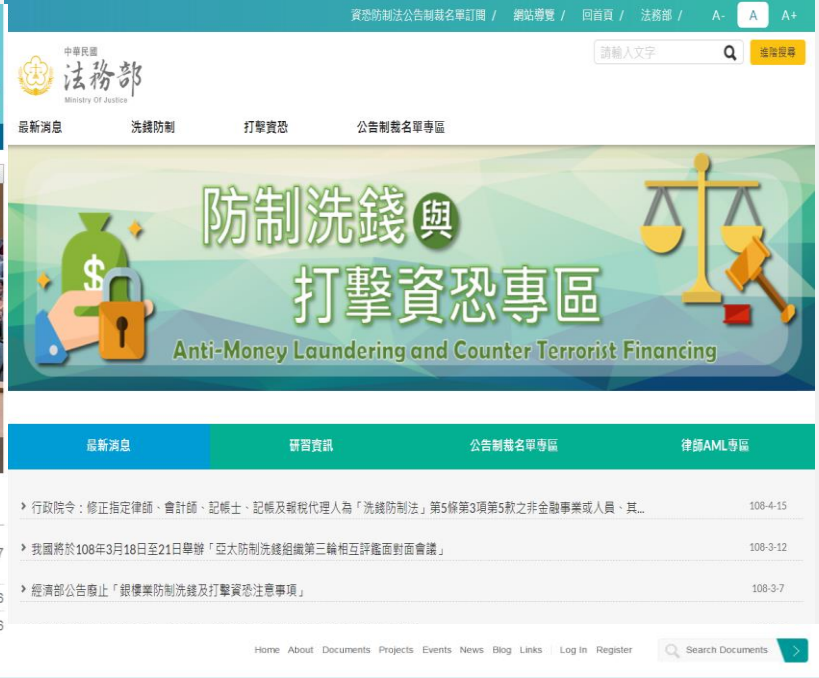 資恐防制法公告制裁名單訂閱 / 網站導覽 / 回首頁 / 法務部 / A- A A+
中華民國
法務部
Ministry Of Justice
請輸入文字 進階搜尋
最新消息 洗錢防制 打擊資恐 公告制裁名單專區
防制洗錢與
打擊資恐專區
Anti-Money Laundering and Counter Terrorist Financing
最新消息 研習資訊 公告制裁名單專區 律師AML專區
行政院令：修正指定律師、會計師、記帳士、記帳及報稅代理人為「洗錢防制法」第5條第3項第5款之非金融事業或人員、其... 108-4-15
我國將於108年3月18日至21日舉辦「亞太防制洗錢組織第三輪相互評鑑面對面會議」 108-3-12
經濟部公告廢止「銀樓業防制洗錢及打擊資恐注意事項」 108-3-7
Home About Documents Projects Events News Blog Links Log In Register Search Documents